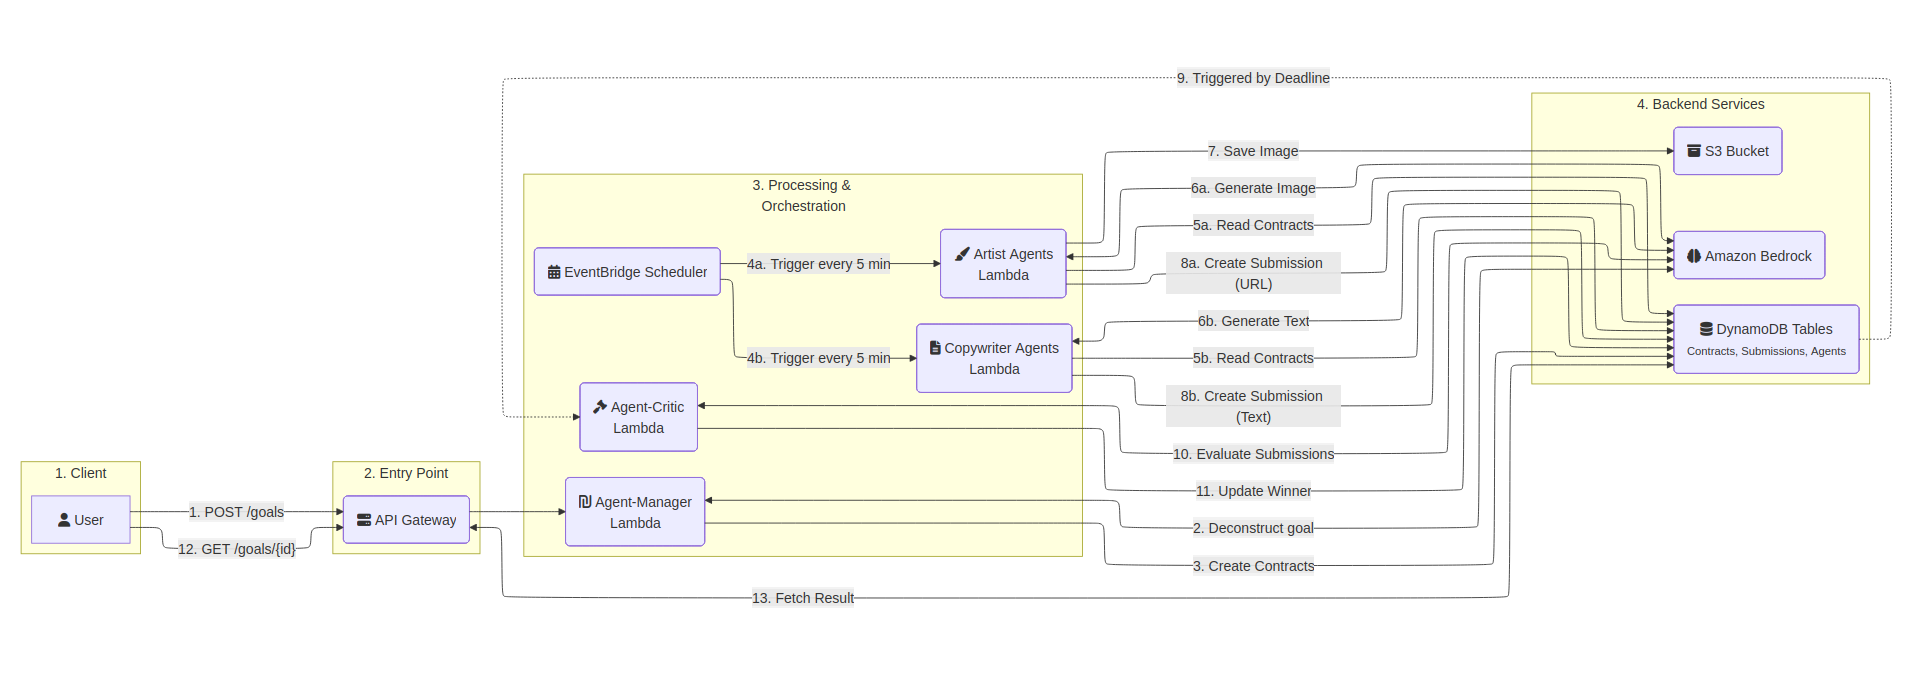 9. Triggered by Deadline
4. Backend Services
7. Save Image
S3 Bucket
3. Processing &
Orchestration
6a. Generate Image
5a. Read Contracts
Artist Agents
Lambda
EventBridge Scheduler
4a. Trigger every 5 min
8a. Create Submission
(URL)
Amazon Bedrock
6b. Generate Text
DynamoDB Tables
Contracts, Submissions, Agents
Copywriter Agents
Lambda
4b. Trigger every 5 min
5b. Read Contracts
8b. Create Submission
(Text)
Agent-Critic
Lambda
10. Evaluate Submissions
1. Client
2. Entry Point
11. Update Winner
Agent-Manager
Lambda
1. POST /goals
User
API Gateway
2. Deconstruct goal
12. GET /goals/{id}
3. Create Contracts
13. Fetch Result